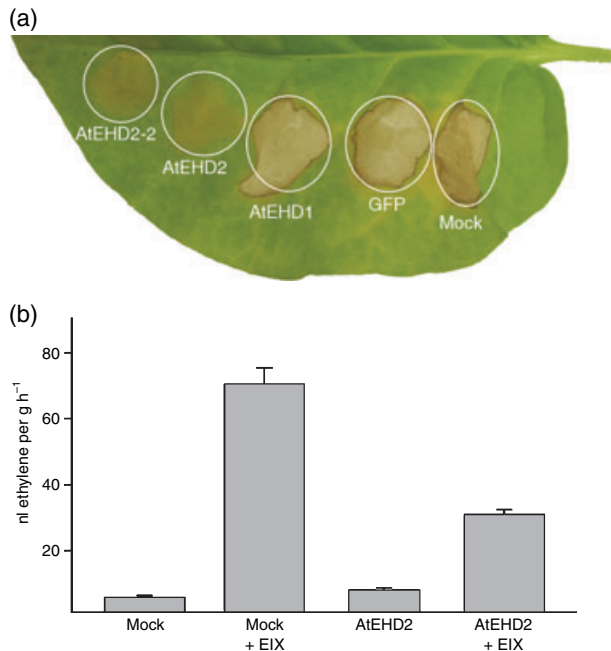 (a)
AtEHD2-2
AtEHD2
AtEHD1
GFP
Mock
(b)
nl ethylene per g h⁻¹
80
60
40
20
Mock
Mock
+ EIX
AtEHD2
AtEHD2
+ EIX